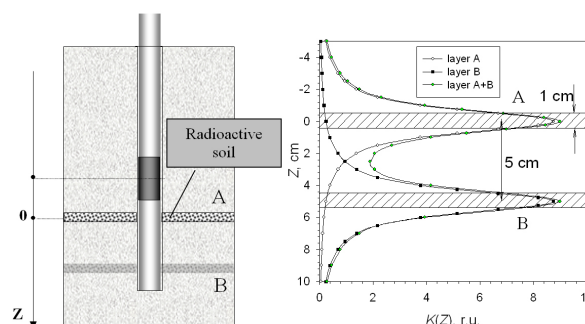 Radioactive
soil
A
0
B
Z
layer A
layer B
layer A+B
-4
-2
0
2
4
6
8
10
Z, cm
A
1 cm
5 cm
B
0
2
4
6
8
K(Z), r.u.